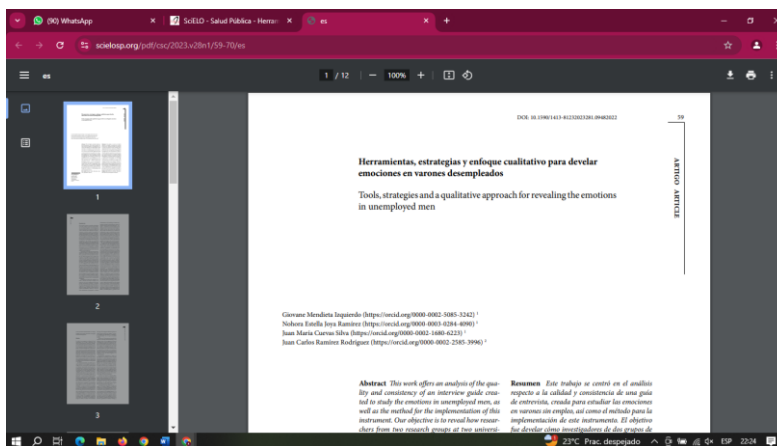 (90) WhatsApp
SciELO - Salud Pública - Herram
es
scielosp.org/pdf/csc/2023.v28n1/59-70/es
es
1 / 12
100%
1
2
3
DOI: 10.1590/1413-81232023281.09482022
59
ARTIGO ARTICLE
Herramientas, estrategias y enfoque cualitativo para develar
emociones en varones desempleados
Tools, strategies and a qualitative approach for revealing the emotions
in unemployed men
Giovane Mendieta Izquierdo (https://orcid.org/0000-0002-5085-3242) 1
Nohora Estella Joya Ramírez (https://orcid.org/0000-0003-0284-4090) 1
Juan María Cuevas Silva (https://orcid.org/0000-0002-1680-6223) 1
Juan Carlos Ramírez Rodríguez (https://orcid.org/0000-0002-2585-3996) 2
Abstract This work offers an analysis of the qua-
lity and consistency of an interview guide crea-
ted to study the emotions in unemployed men, as
well as the method for the implementation of this
instrument. Our objective is to reveal how resear-
chers from two research groups at two universi-
Resumen Este trabajo se centró en el análisis
respecto a la calidad y consistencia de una guía
de entrevista, creada para estudiar las emociones
en varones sin empleo, así como el método para la
implementación de este instrumento. El objetivo
fue develar cómo investigadores de dos grupos de
23°C Prac. despejado
ESP
22:24